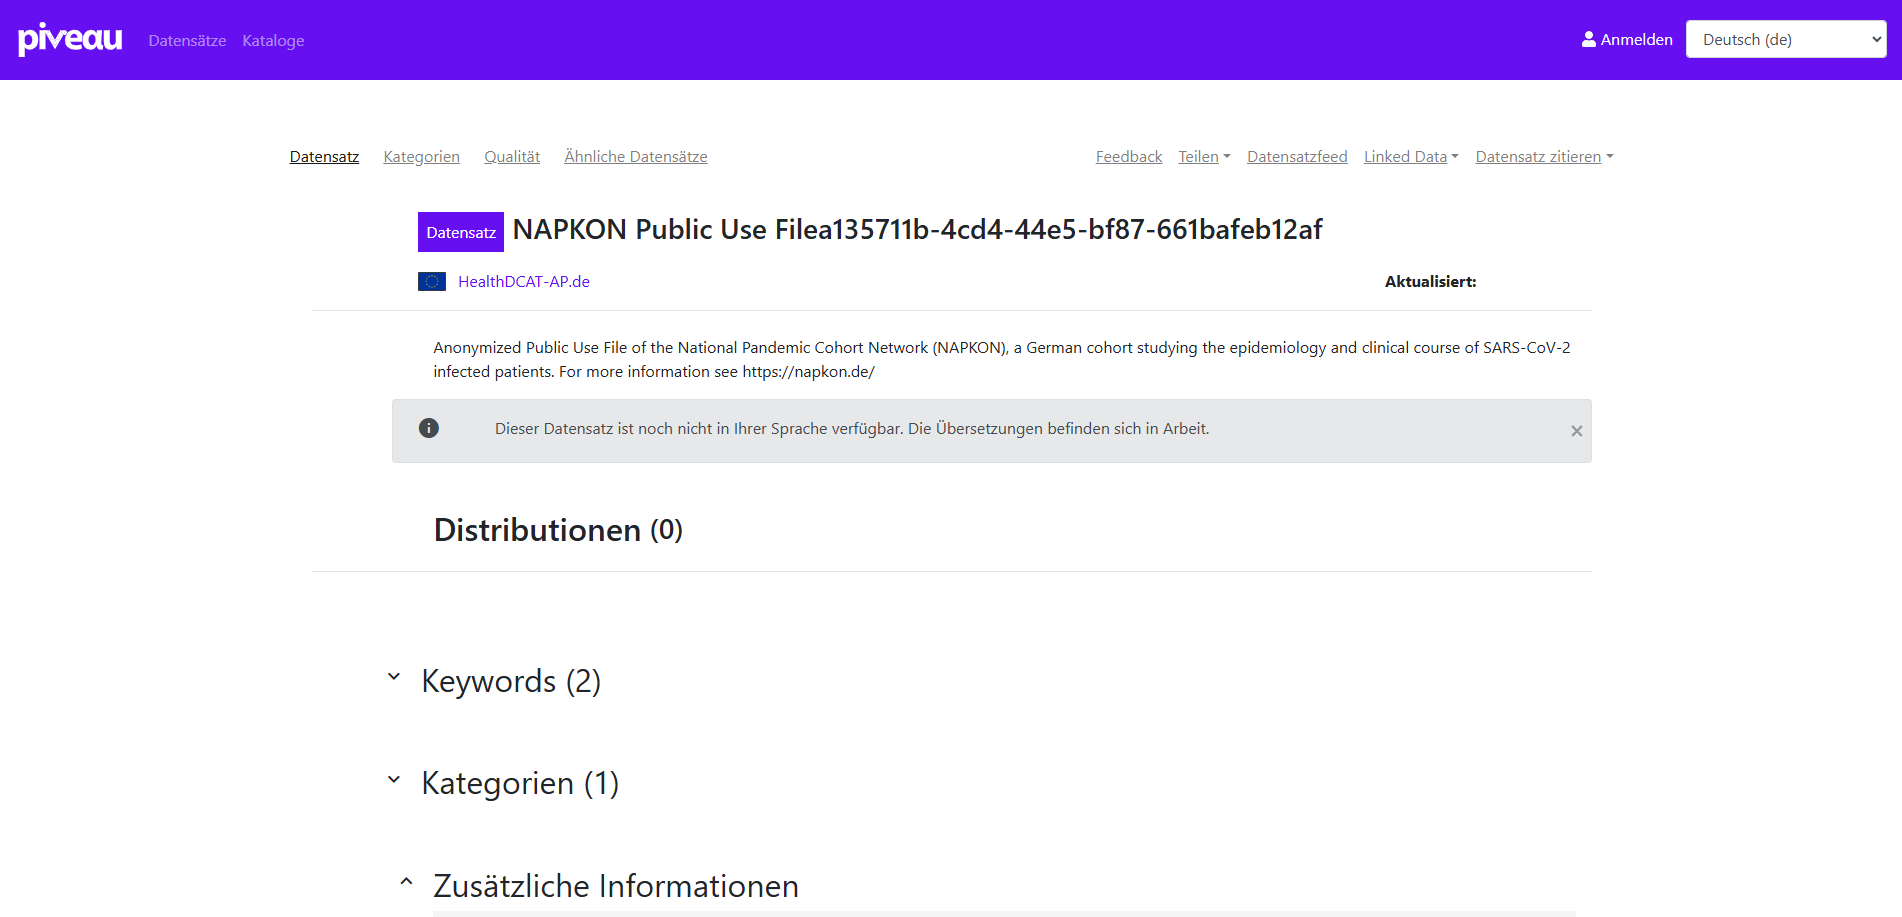 piveau Datensätze Kataloge Anmelden Deutsch (de)
Datensatz Kategorien Qualität Ähnliche Datensätze Feedback Teilen Datensatzfeed Linked Data Datensatz zitieren
Datensatz NAPKON Public Use Filea135711b-4cd4-44e5-bf87-661bafeb12af
HealthDCAT-AP.de Aktualisiert:
Anonymized Public Use File of the National Pandemic Cohort Network (NAPKON), a German cohort studying the epidemiology and clinical course of SARS-CoV-2
infected patients. For more information see https://napkon.de/
Dieser Datensatz ist noch nicht in Ihrer Sprache verfügbar. Die Übersetzungen befinden sich in Arbeit.
Distributionen (0)
Keywords (2)
Kategorien (1)
Zusätzliche Informationen